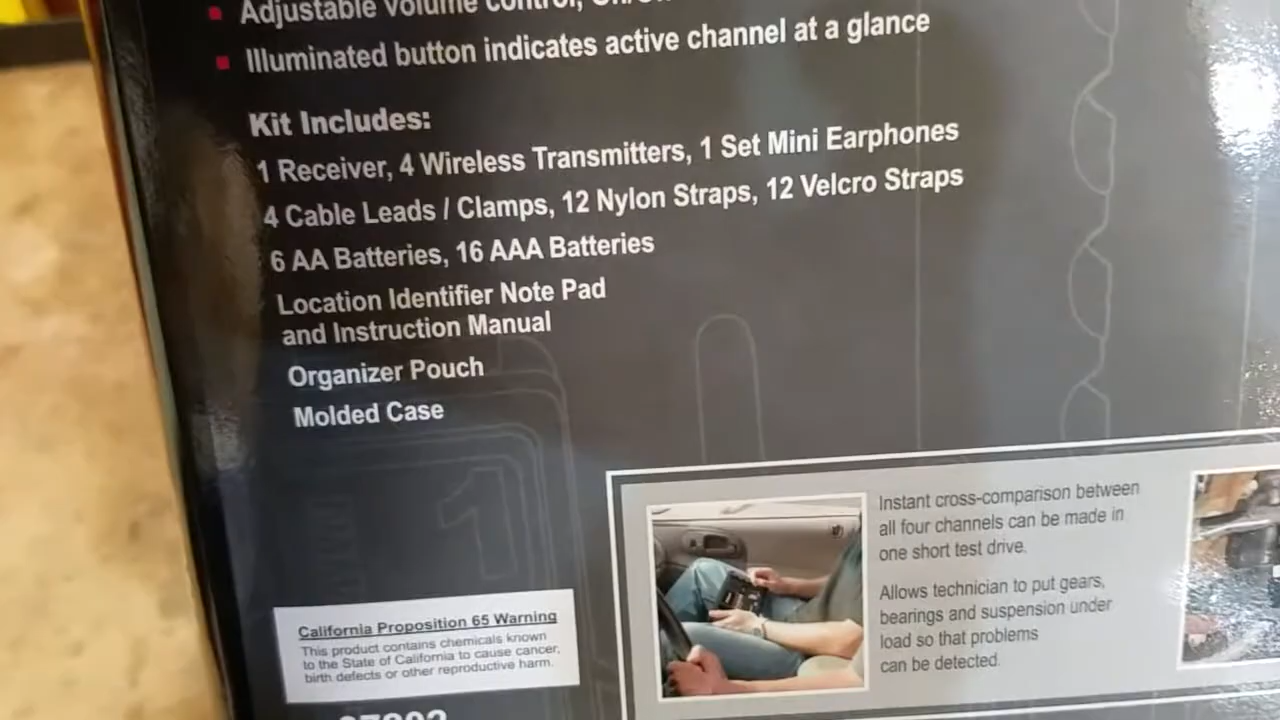 Adjustable volume control,
Illuminated button indicates active channel at a glance
Kit Includes:
1 Receiver, 4 Wireless Transmitters, 1 Set Mini Earphones
4 Cable Leads / Clamps, 12 Nylon Straps, 12 Velcro Straps
6 AA Batteries, 16 AAA Batteries
Location Identifier Note Pad
and Instruction Manual
Organizer Pouch
Molded Case
1
California Proposition 65 Warning
This product contains chemicals known
to the State of California to cause cancer,
birth defects or other reproductive harm.
Instant cross-comparison between
all four channels can be made in
one short test drive.
Allows technician to put gears,
bearings and suspension under
load so that problems
can be detected.